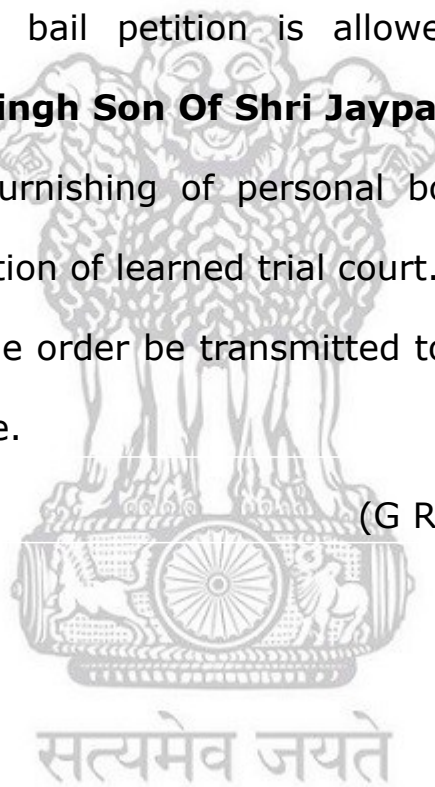 bail petition is allowe
ingh Son Of Shri Jaypa
urnishing of personal bo
tion of learned trial court.
e order be transmitted to
e.
(G R
सत्यमेव जयते